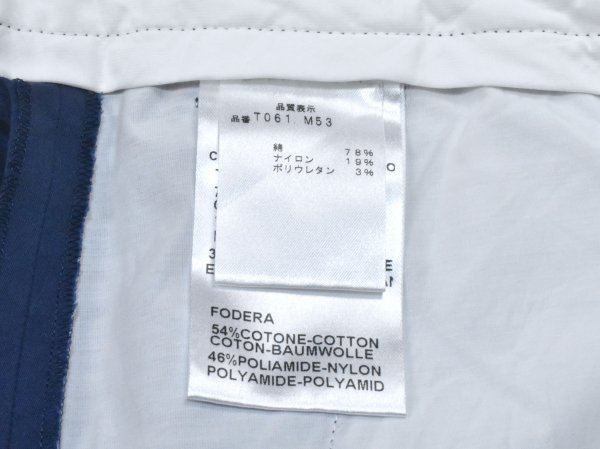 品質表示
品番 T061. M53
綿 78%
ナイロン 19%
ポリウレタン 3%
FODERA
54%COTONE-COTTON
COTON-BAUMWOLLE
46%POLIAMIDE-NYLON
POLYAMIDE-POLYAMID